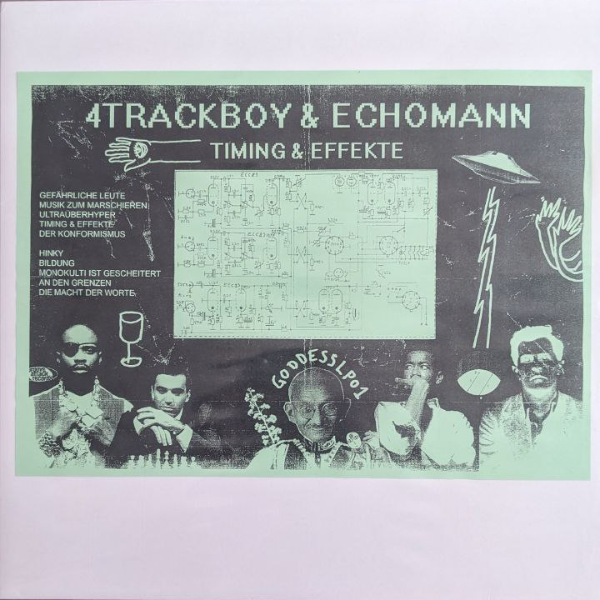 4TRACKBOY & ECHOMANN
TIMING & EFFEKTE
GEFÄHRLICHE LEUTE
MUSIK ZUM MARSCHIEREN
ULTRAÜBERHYPER
TIMING & EFFEKTE
DER KONFORMISMUS
HINKY
BILDUNG
MONOKULTI IST GESCHEITERT
AN DEN GRENZEN
DIE MACHT DER WORTE.
GODDESSLP01